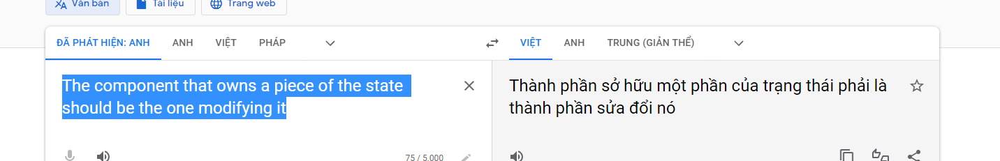 Văn bản Tài liệu Trang web
ĐÃ PHÁT HIỆN: ANH ANH VIỆT PHÁP VIỆT ANH TRUNG (GIẢN THỂ)
The component that owns a piece of the state
should be the one modifying it
Thành phần sở hữu một phần của trạng thái phải là
thành phần sửa đổi nó
75 / 5.000